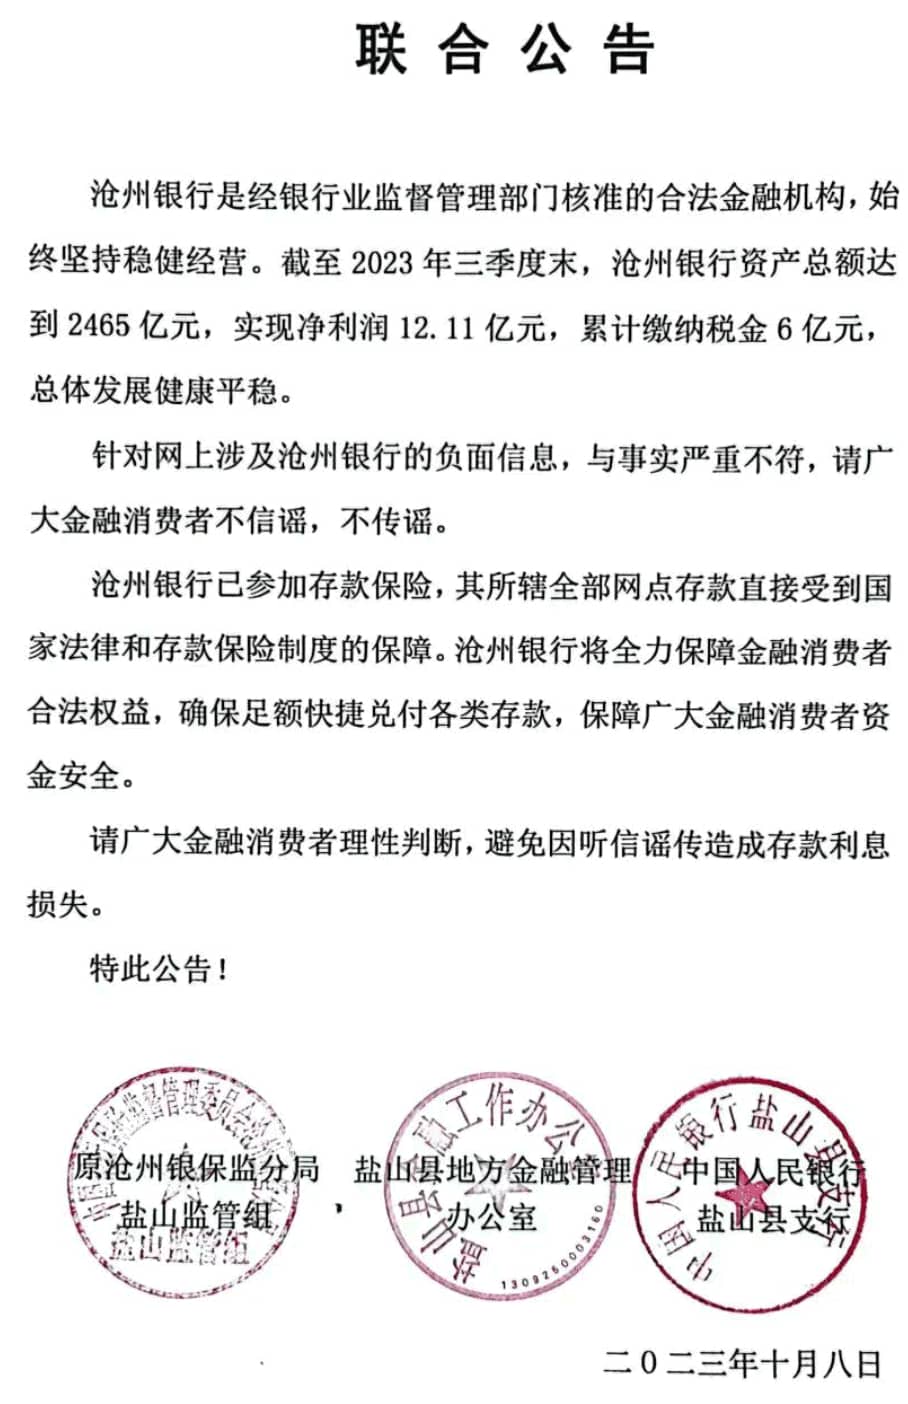 联合公告
沧州银行是经银行业监督管理部门核准的合法金融机构，始
终坚持稳健经营。截至 2023 年三季度末，沧州银行资产总额达
到 2465 亿元，实现净利润 12.11 亿元，累计缴纳税金 6 亿元，
总体发展健康平稳。
针对网上涉及沧州银行的负面信息，与事实严重不符，请广
大金融消费者不信谣，不传谣。
沧州银行已参加存款保险，其所辖全部网点存款直接受到国
家法律和存款保险制度的保障。沧州银行将全力保障金融消费者
合法权益，确保足额快捷兑付各类存款，保障广大金融消费者资
金安全。
请广大金融消费者理性判断，避免因听信谣传造成存款利息
损失。
特此公告！
原沧州银保监分局
盐山监管组
盐山监管组
盐山县地方金融管理
办公室
盐山县金融工作办公
1309250003160
中国人民银行
盐山县支行
中国人民银行盐山县支行
二０二三年十月八日